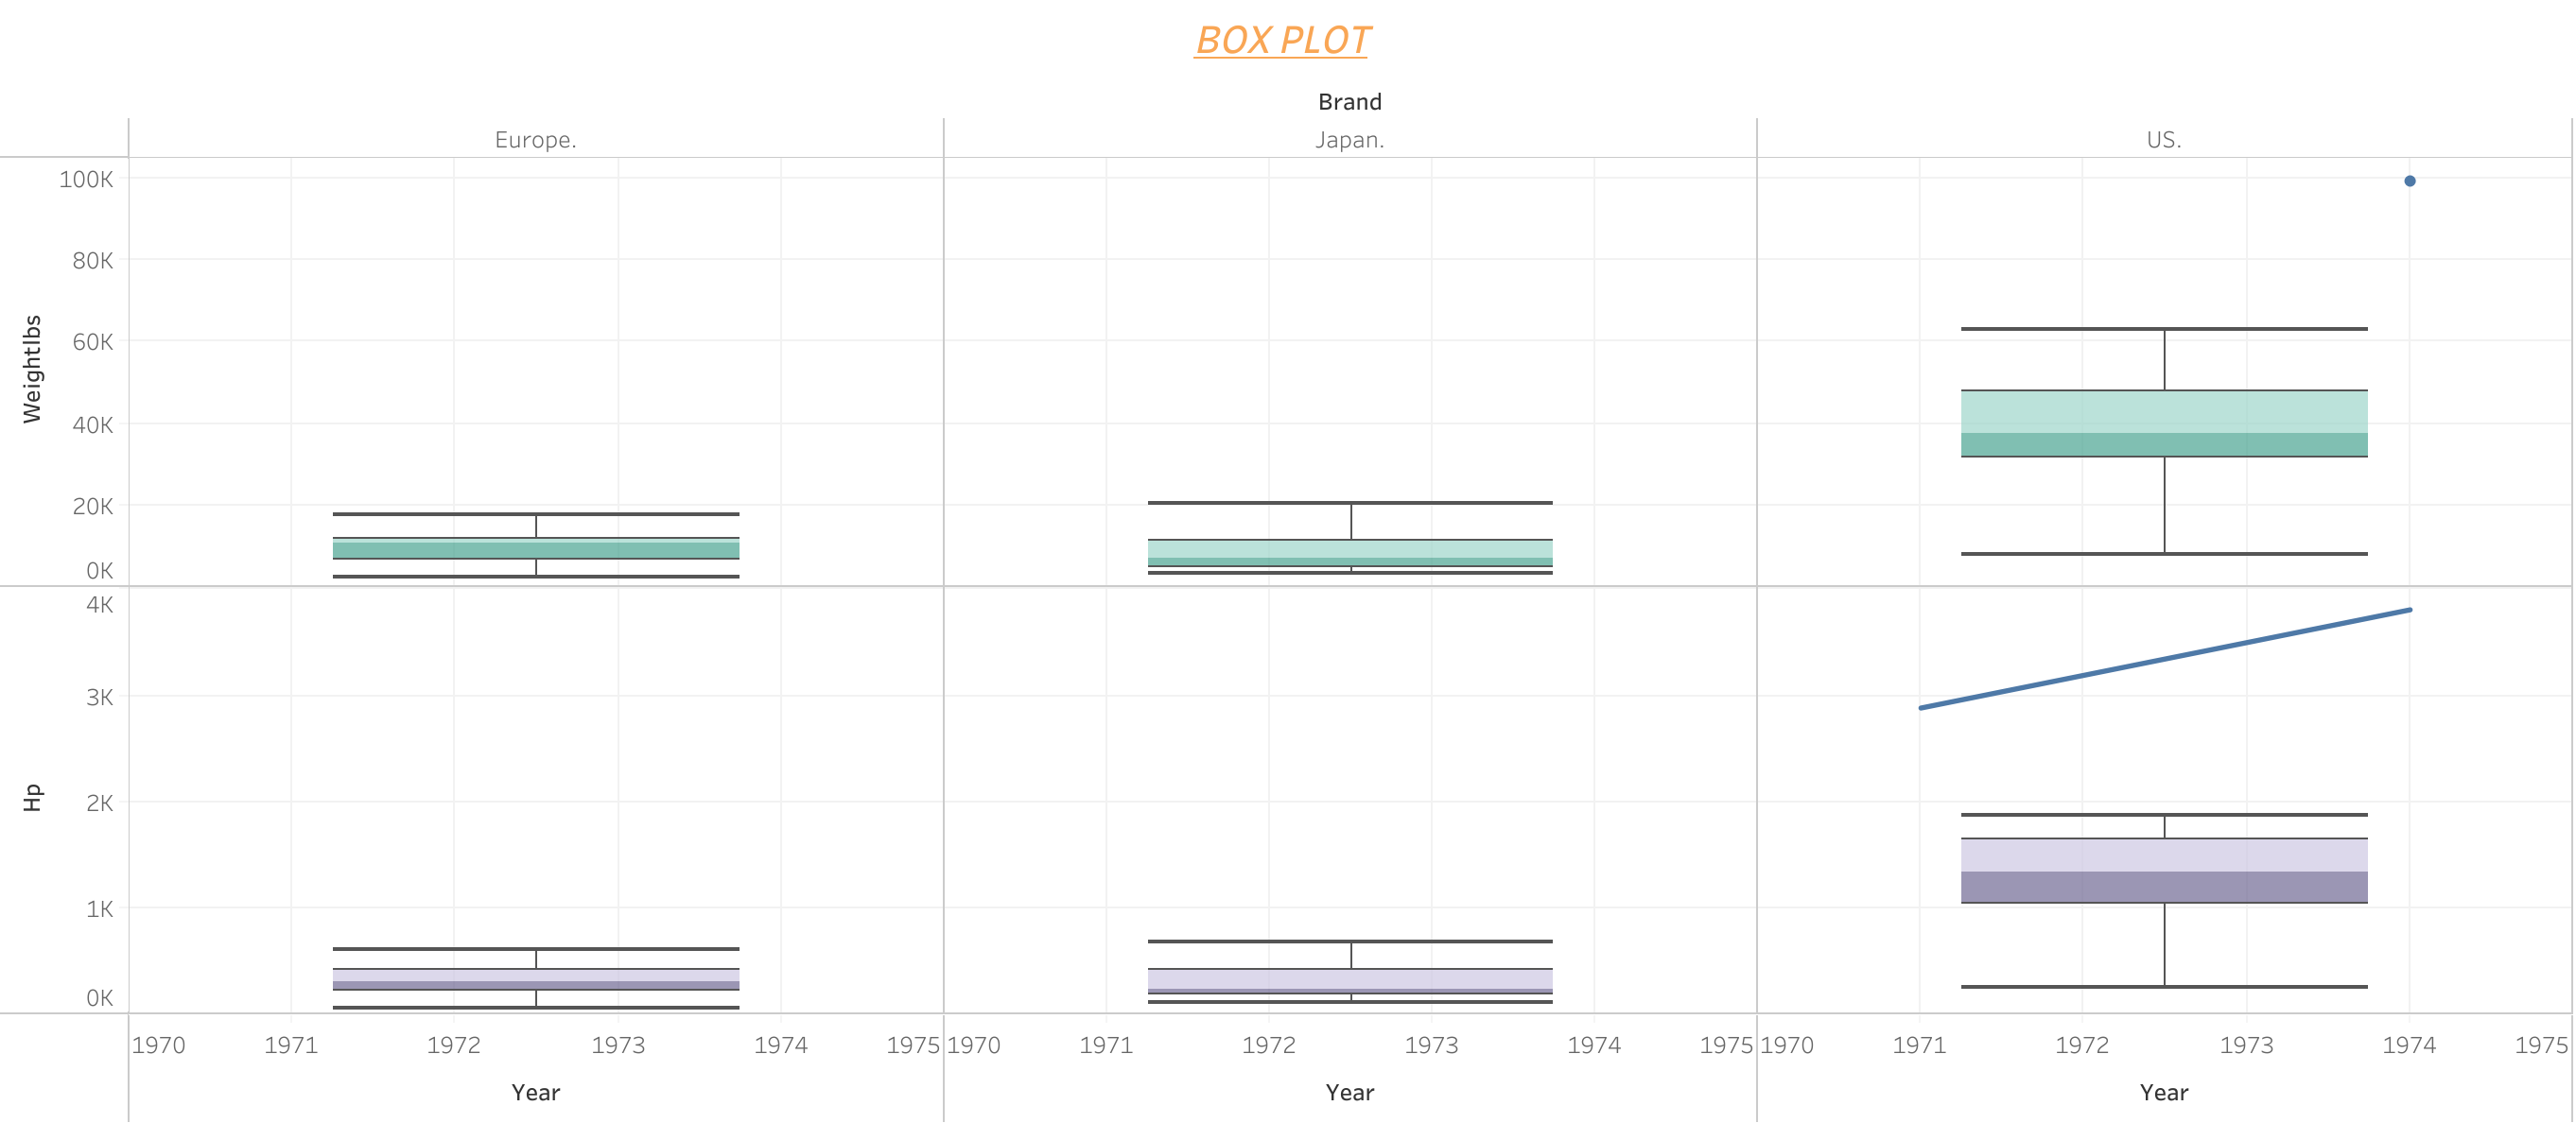 BOX PLOT
Brand
Europe. Japan. US.
100K
80K
60K
40K
20K
0K
Weightlbs
4K
3K
2K
1K
0K
Hp
1970 1971 1972 1973 1974 1975 1970 1971 1972 1973 1974 1975 1970 1971 1972 1973 1974 1975
Year Year Year